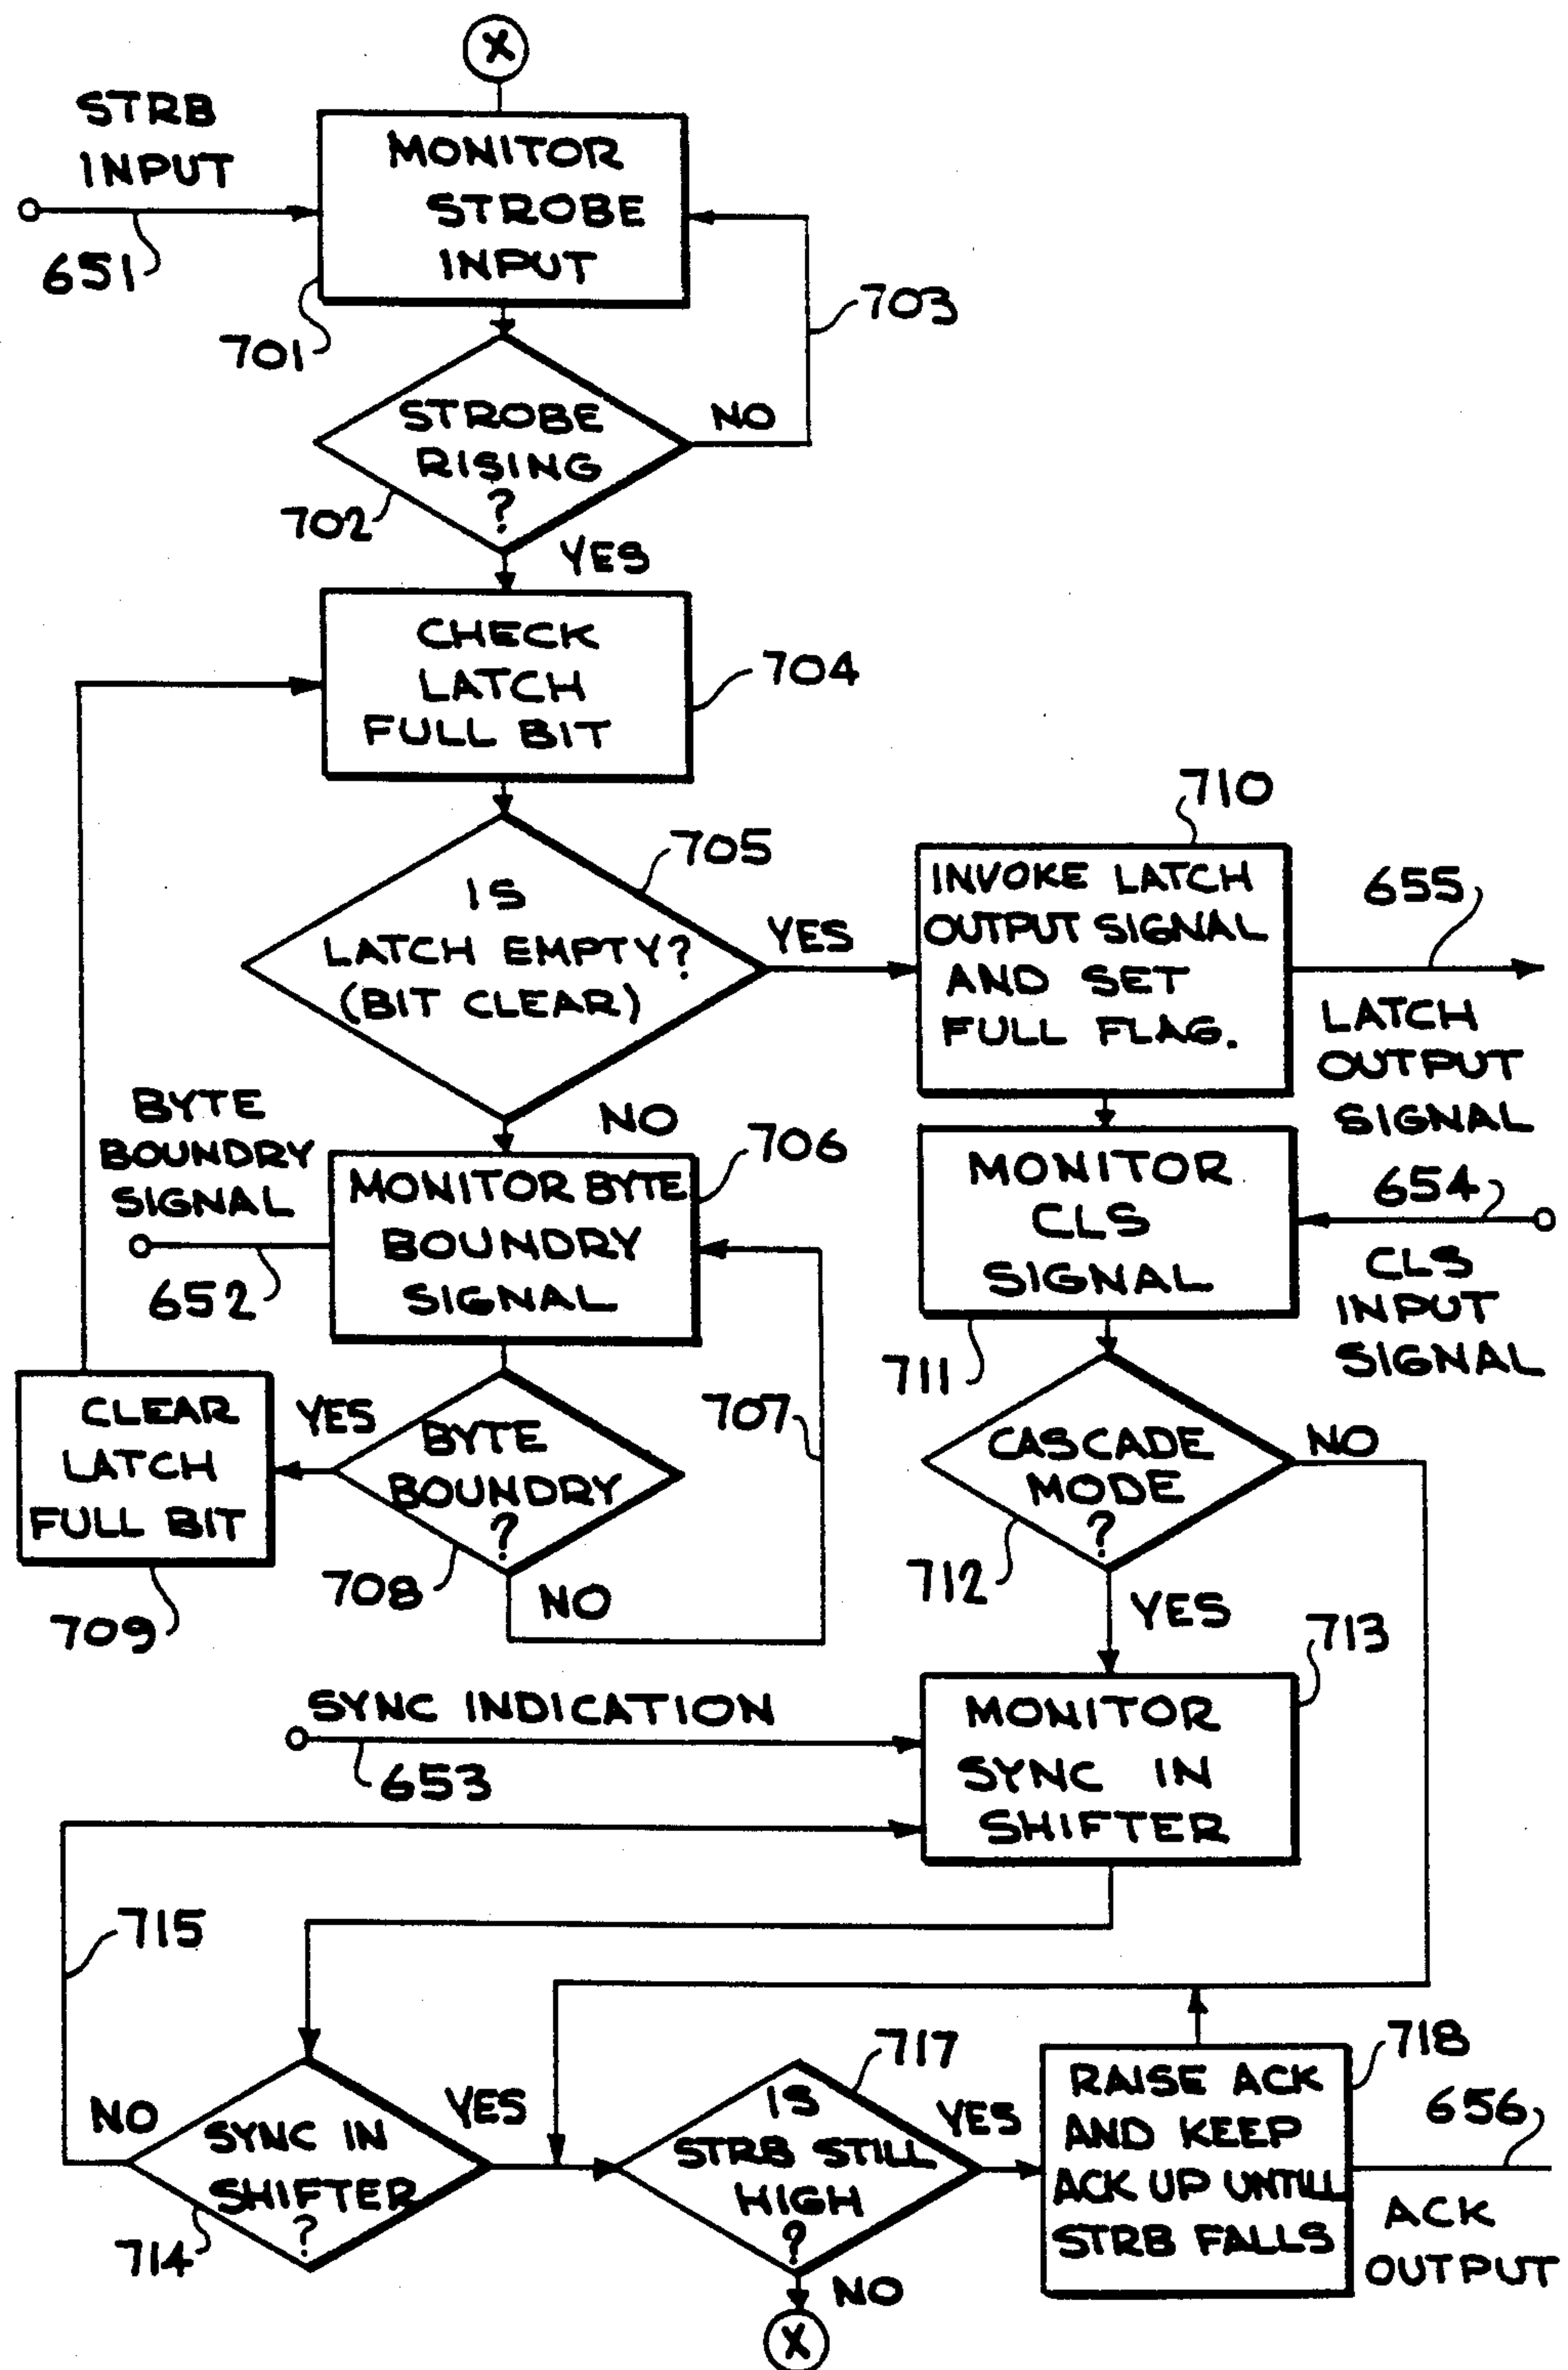 X
STRB
INPUT
651
MONITOR
STROBE
INPUT
701
703
STROBE
RISING
?
NO
702
YES
CHECK
LATCH
FULL BIT
704
IS
LATCH EMPTY?
(BIT CLEAR)
705
YES
NO
710
INVOKE LATCH
OUTPUT SIGNAL
AND SET
FULL FLAG.
655
LATCH
OUTPUT
SIGNAL
BYTE
BOUNDRY
SIGNAL
652
MONITOR BYTE
BOUNDRY
SIGNAL
706
MONITOR
CLS
SIGNAL
711
654
CLS
INPUT
SIGNAL
CLEAR
LATCH
FULL BIT
709
YES
BYTE
BOUNDRY
?
708
NO
707
CASCADE
MODE
?
712
NO
YES
713
SYNC INDICATION
653
MONITOR
SYNC IN
SHIFTER
715
NO
SYNC IN
SHIFTER
?
714
YES
IS
STRB STILL
HIGH
?
717
YES
NO
RAISE ACK
AND KEEP
ACK UP UNTILL
STRB FALLS
718
656
ACK
OUTPUT
X